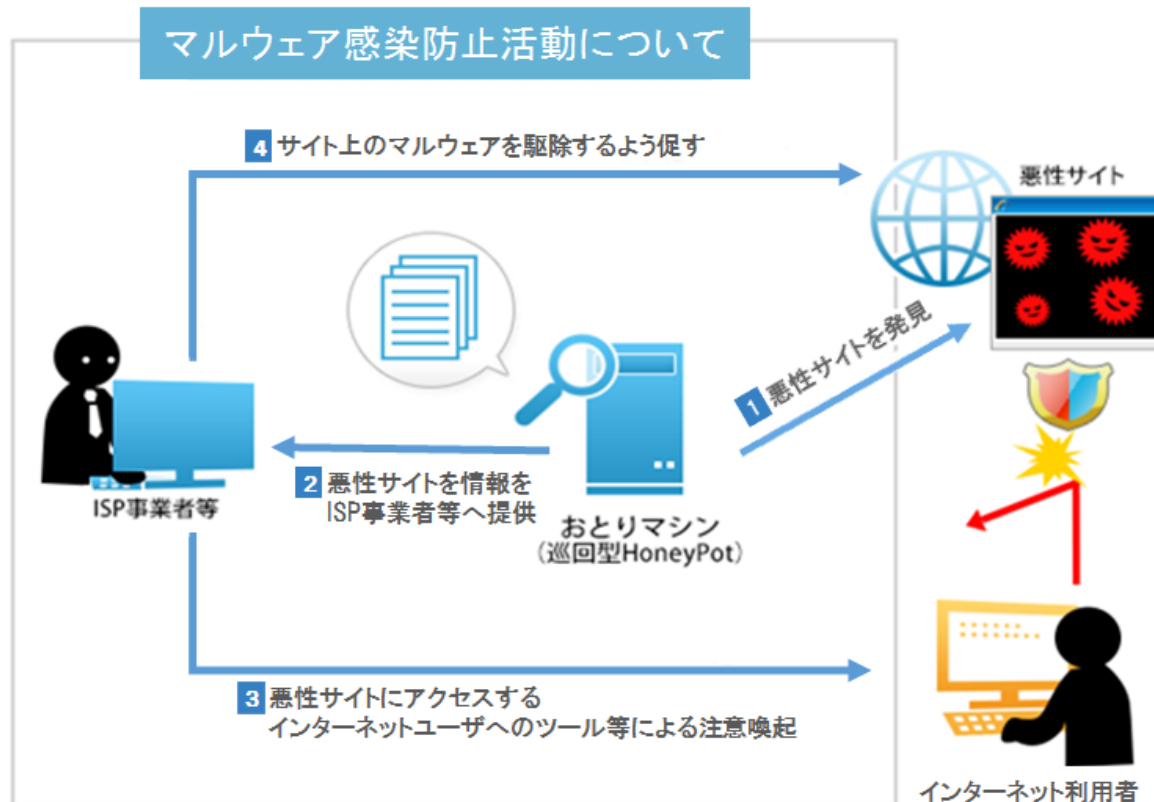 マルウェア感染防止活動について
4 サイト上のマルウェアを駆除するよう促す
悪性サイト
1 悪性サイトを発見
ISP事業者等
2 悪性サイトを情報を
ISP事業者等へ提供
おとりマシン
（巡回型HoneyPot）
3 悪性サイトにアクセスする
インターネットユーザへのツール等による注意喚起
インターネット利用者